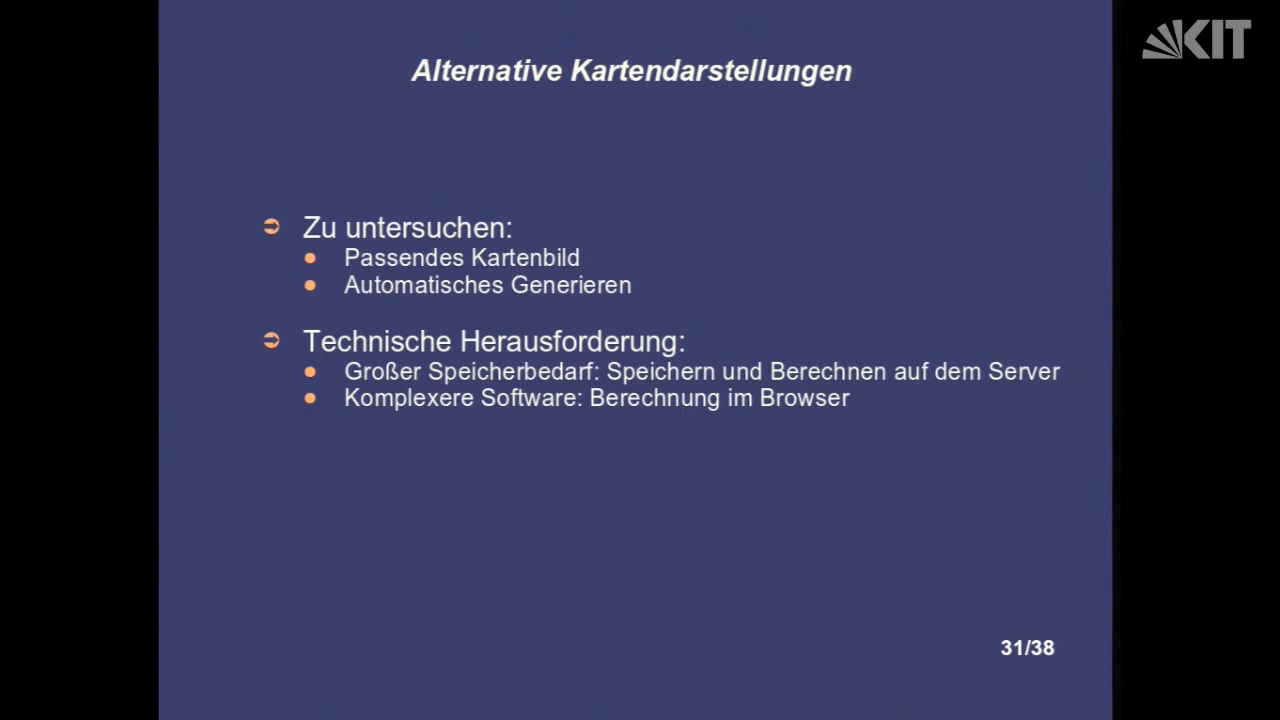 KIT
Alternative Kartendarstellungen
Zu untersuchen:
Passendes Kartenbild
Automatisches Generieren
Technische Herausforderung:
Großer Speicherbedarf: Speichern und Berechnen auf dem Server
Komplexere Software: Berechnung im Browser
31/38